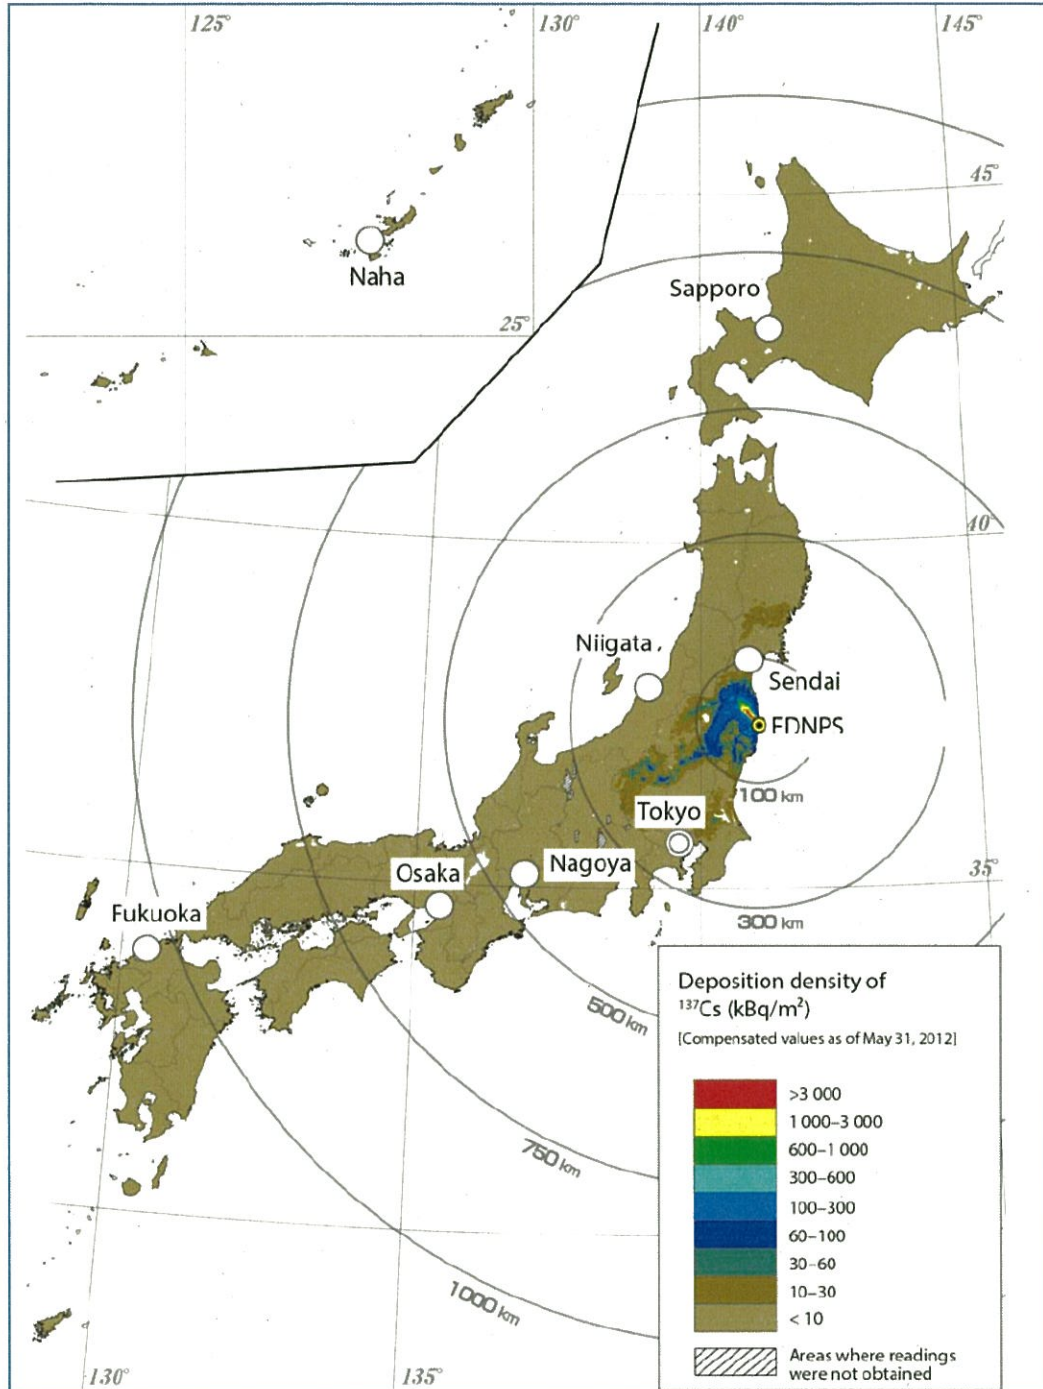 125°
130°
140°
145°
45°
Sapporo
Naha
25°
40°
Niigata
Sendai
FDNPS
100 km
Tokyo
Nagoya
Osaka
35°
Fukuoka
300 km
500 km
750 km
1000 km
130°
135°
Deposition density of
¹³⁷Cs (kBq/m²)
[Compensated values as of May 31, 2012]
>3 000
1 000–3 000
600–1 000
300–600
100–300
60–100
30–60
10–30
< 10
Areas where readings
were not obtained